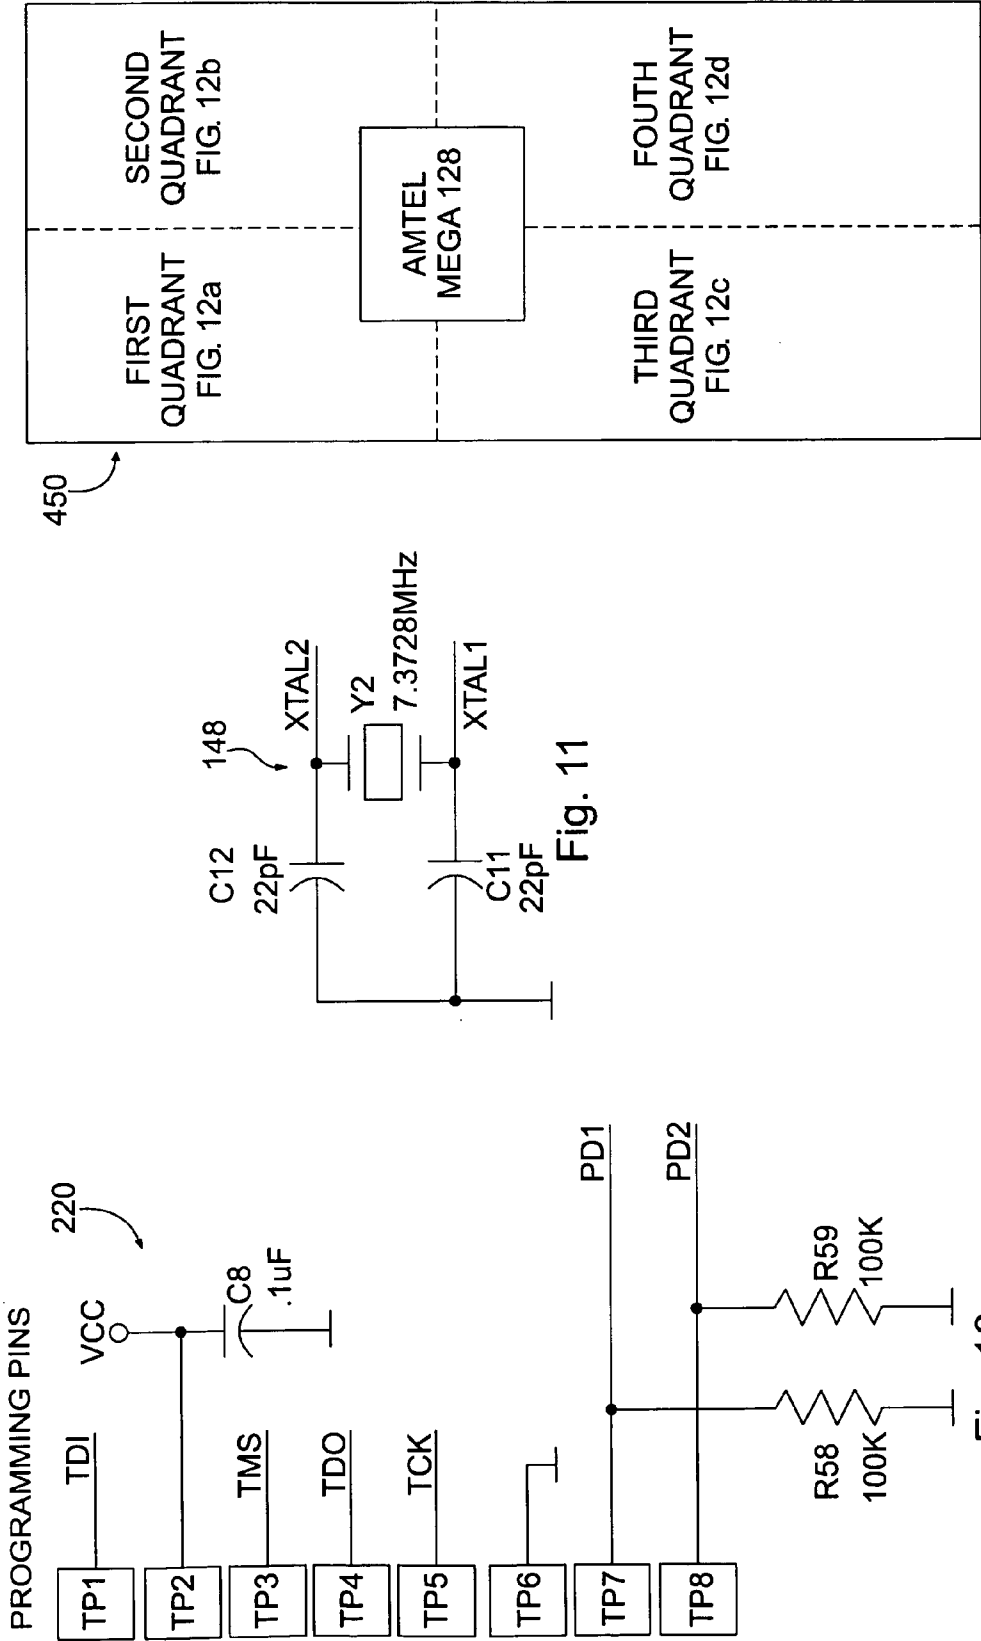 PROGRAMMING PINS
220
VCC
TP1
TDI
TP2
C8
.1uF
TP3
TMS
TP4
TDO
TP5
TCK
TP6
TP7
PD1
TP8
PD2
R58
100K
R59
100K
148
C12
22pF
XTAL2
Y2
7.3728MHz
C11
22pF
XTAL1
Fig. 11
450
FIRST
QUADRANT
FIG. 12a
SECOND
QUADRANT
FIG. 12b
AMTEL
MEGA 128
THIRD
QUADRANT
FIG. 12c
FOUTH
QUADRANT
FIG. 12d